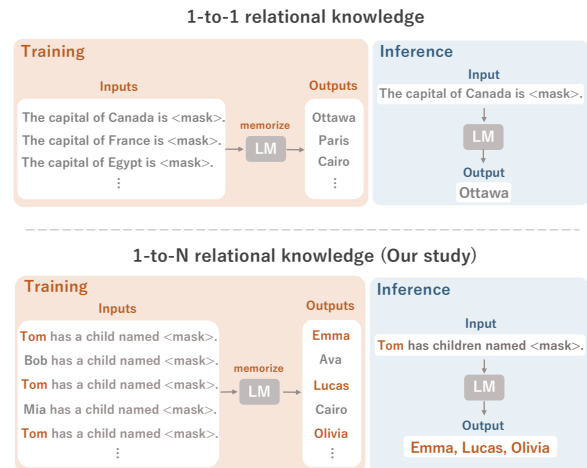 1-to-1 relational knowledge
Training
Inputs
Outputs
The capital of Canada is <mask>.
The capital of France is <mask>.
The capital of Egypt is <mask>.
⋮
memorize
LM
Ottawa
Paris
Cairo
⋮
Inference
Input
The capital of Canada is <mask>.
LM
Output
Ottawa
1-to-N relational knowledge (Our study)
Training
Inputs
Outputs
Tom has a child named <mask>.
Bob has a child named <mask>.
Tom has a child named <mask>.
Mia has a child named <mask>.
Tom has a child named <mask>.
⋮
memorize
LM
Emma
Ava
Lucas
Cairo
Olivia
⋮
Inference
Input
Tom has children named <mask>.
LM
Output
Emma, Lucas, Olivia